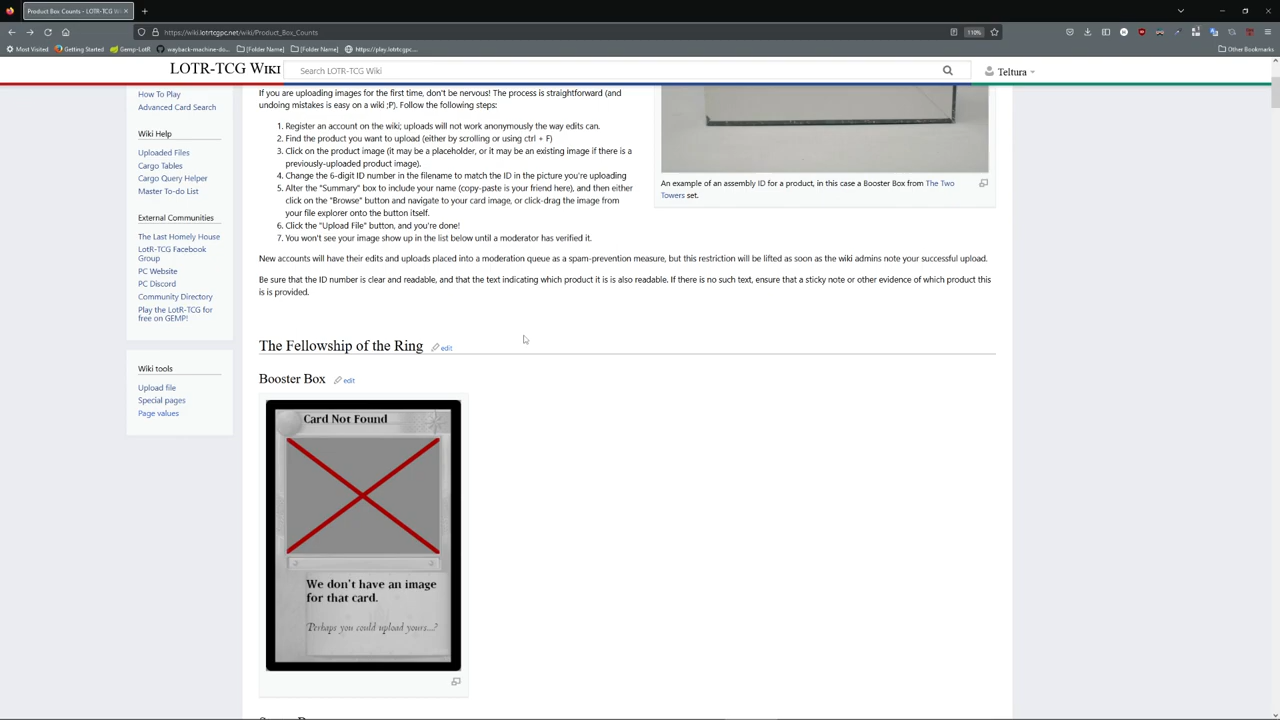 Product Box Counts - LOTR-TCG Wi
https://wiki.lotrtcgpc.net/wiki/Product_Box_Counts
110%
Most Visited
Getting Started
Gemp-LotR
wayback-machine-do...
[Folder Name]
[Folder Name]
https://play.lotrtcgpc...
Other Bookmarks
LOTR-TCG Wiki
Search LOTR-TCG Wiki
Teltura
How To Play
Advanced Card Search
Wiki Help
Uploaded Files
Cargo Tables
Cargo Query Helper
Master To-do List
External Communities
The Last Homely House
LotR-TCG Facebook
Group
PC Website
PC Discord
Community Directory
Play the LotR-TCG for
free on GEMP!
Wiki tools
Upload file
Special pages
Page values
If you are uploading images for the first time, don't be nervous! The process is straightforward (and
undoing mistakes is easy on a wiki ;P). Follow the following steps:
1. Register an account on the wiki; uploads will not work anonymously the way edits can.
2. Find the product you want to upload (either by scrolling or using ctrl + F)
3. Click on the product image (it may be a placeholder, or it may be an existing image if there is a
previously-uploaded product image).
4. Change the 6-digit ID number in the filename to match the ID in the picture you're uploading
5. Alter the "Summary" box to include your name (copy-paste is your friend here), and then either
click on the "Browse" button and navigate to your card image, or click-drag the image from
your file explorer onto the button itself.
6. Click the "Upload File" button, and you're done!
7. You won't see your image show up in the list below until a moderator has verified it.
An example of an assembly ID for a product, in this case a Booster Box from The Two
Towers set.
New accounts will have their edits and uploads placed into a moderation queue as a spam-prevention measure, but this restriction will be lifted as soon as the wiki admins note your successful upload.
Be sure that the ID number is clear and readable, and that the text indicating which product it is is also readable. If there is no such text, ensure that a sticky note or other evidence of which product this
is is provided.
The Fellowship of the Ring edit
Booster Box edit
Card Not Found
We don't have an image
for that card.
Perhaps you could upload yours...?